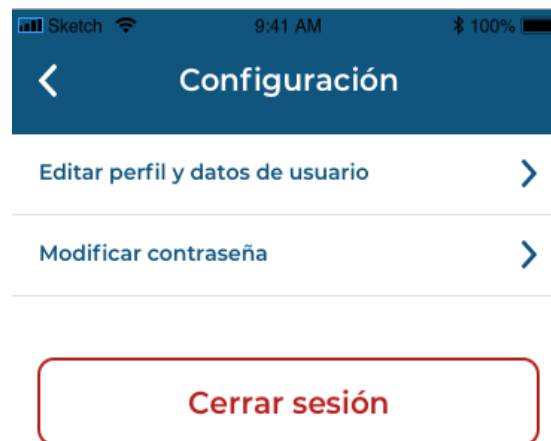 Sketch 9:41 AM 100%
Configuración
Editar perfil y datos de usuario
Modificar contraseña
Cerrar sesión